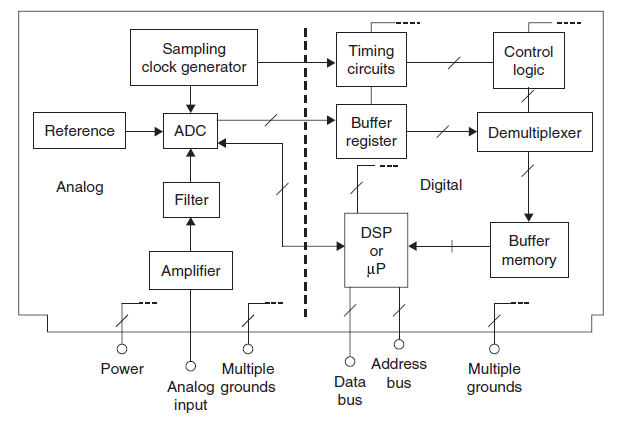 Sampling
clock generator
Timing
circuits
Control
logic
Reference
ADC
Buffer
register
Demultiplexer
Analog
Filter
Digital
DSP
or
µP
Buffer
memory
Amplifier
Power
Analog
input
Multiple
grounds
Data
bus
Address
bus
Multiple
grounds